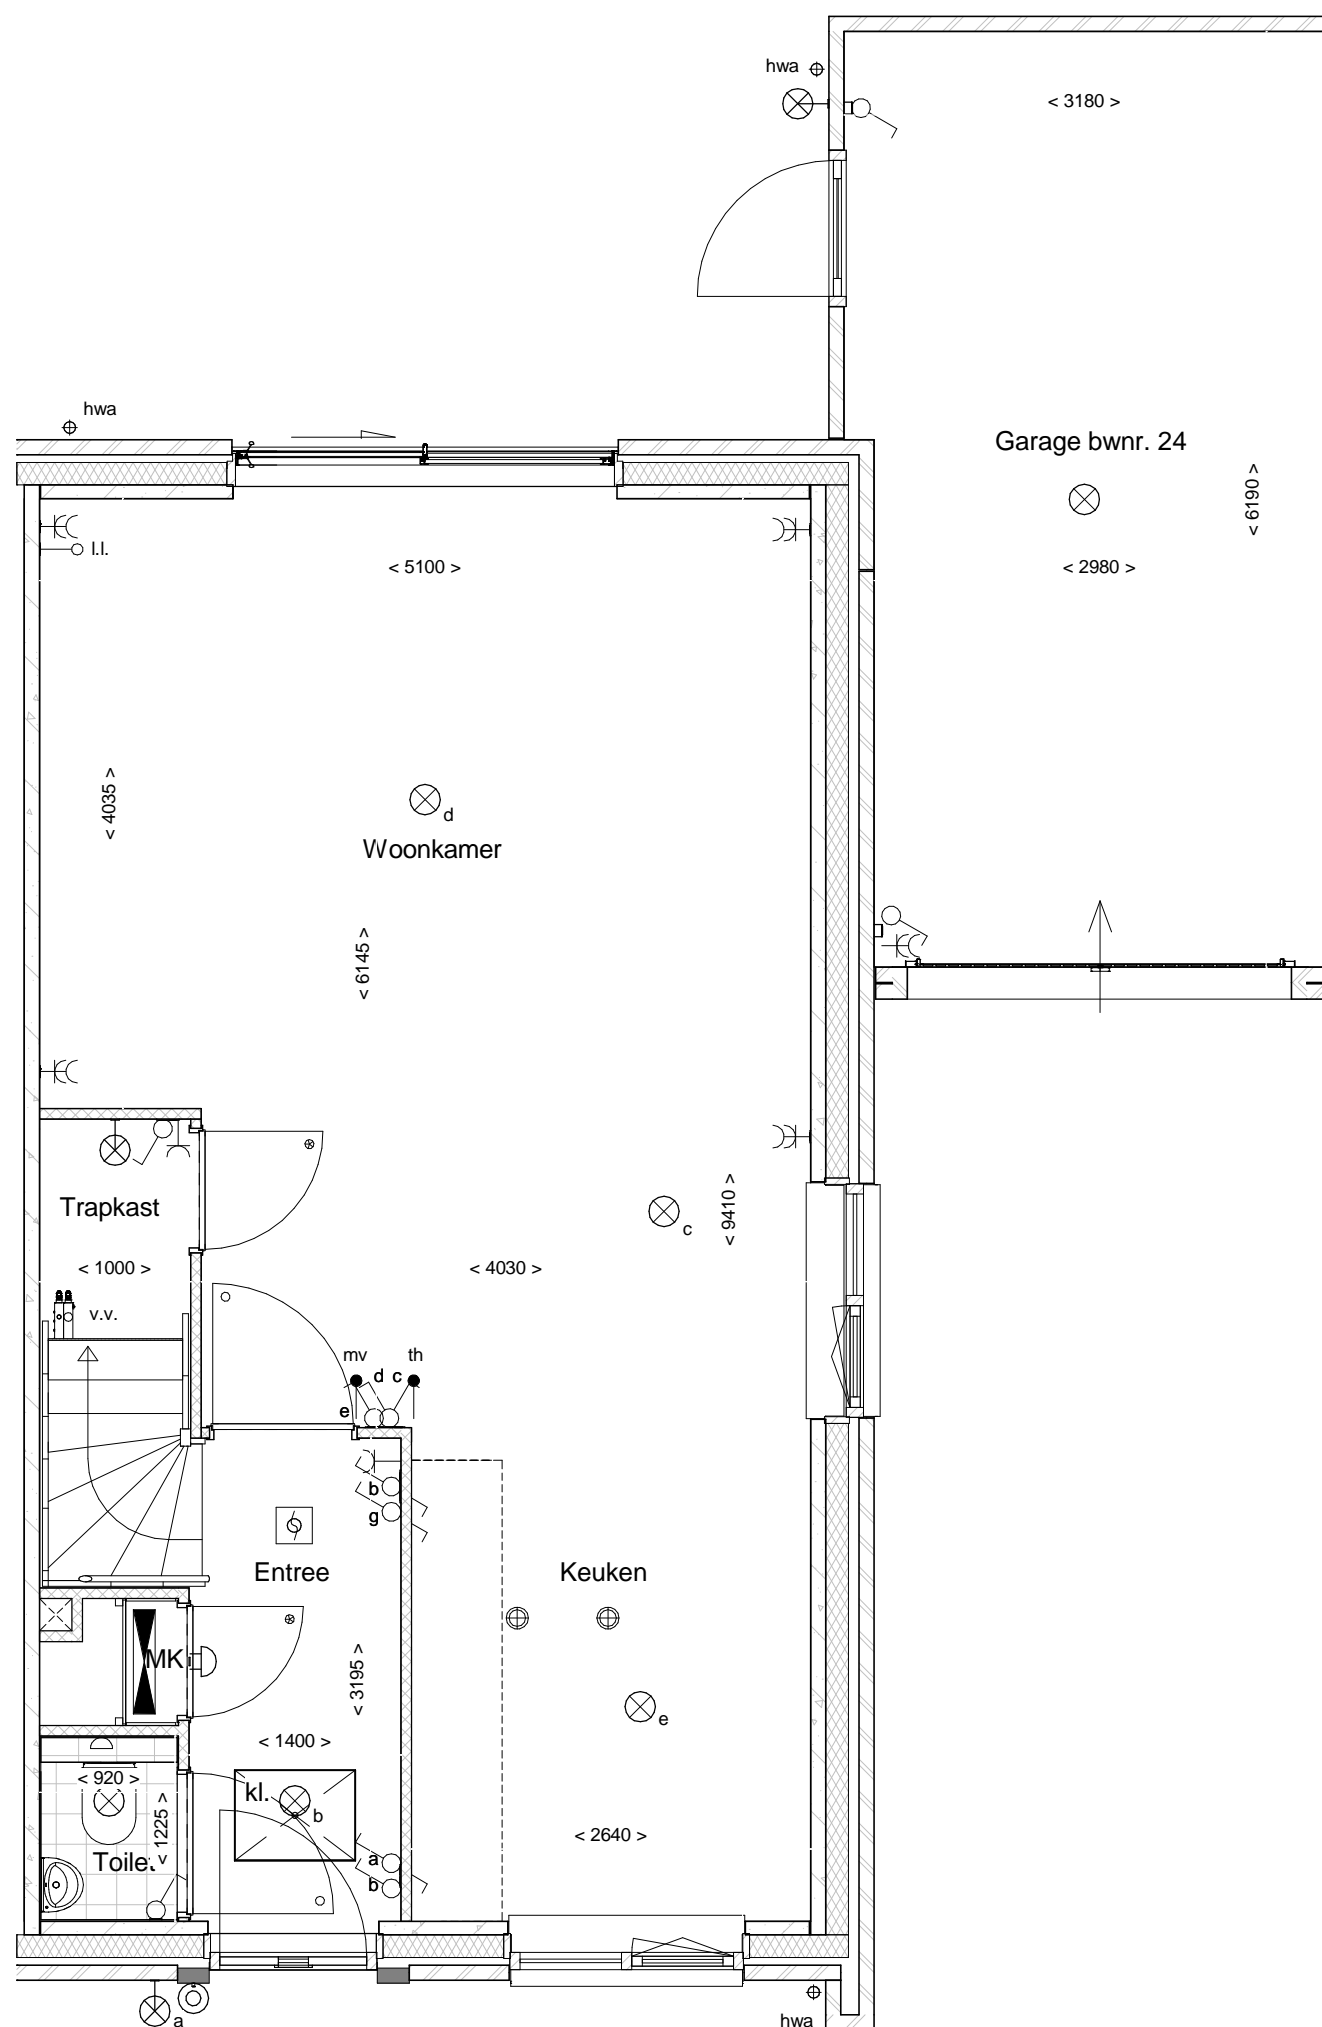 hwa
< 3180 >
hwa
Garage bwnr. 24
< 6190 >
l.l.
< 5100 >
< 2980 >
< 4035 >
d
Woonkamer
< 6145 >
Trapkast
c
< 9410 >
< 1000 >
< 4030 >
v.v.
mv
th
d
c
e
b
g
Entree
Keuken
MK
< 3195 >
e
< 1400 >
< 920 >
kl.
b
< 1225 >
< 2640 >
Toilet
a
b
a
hwa